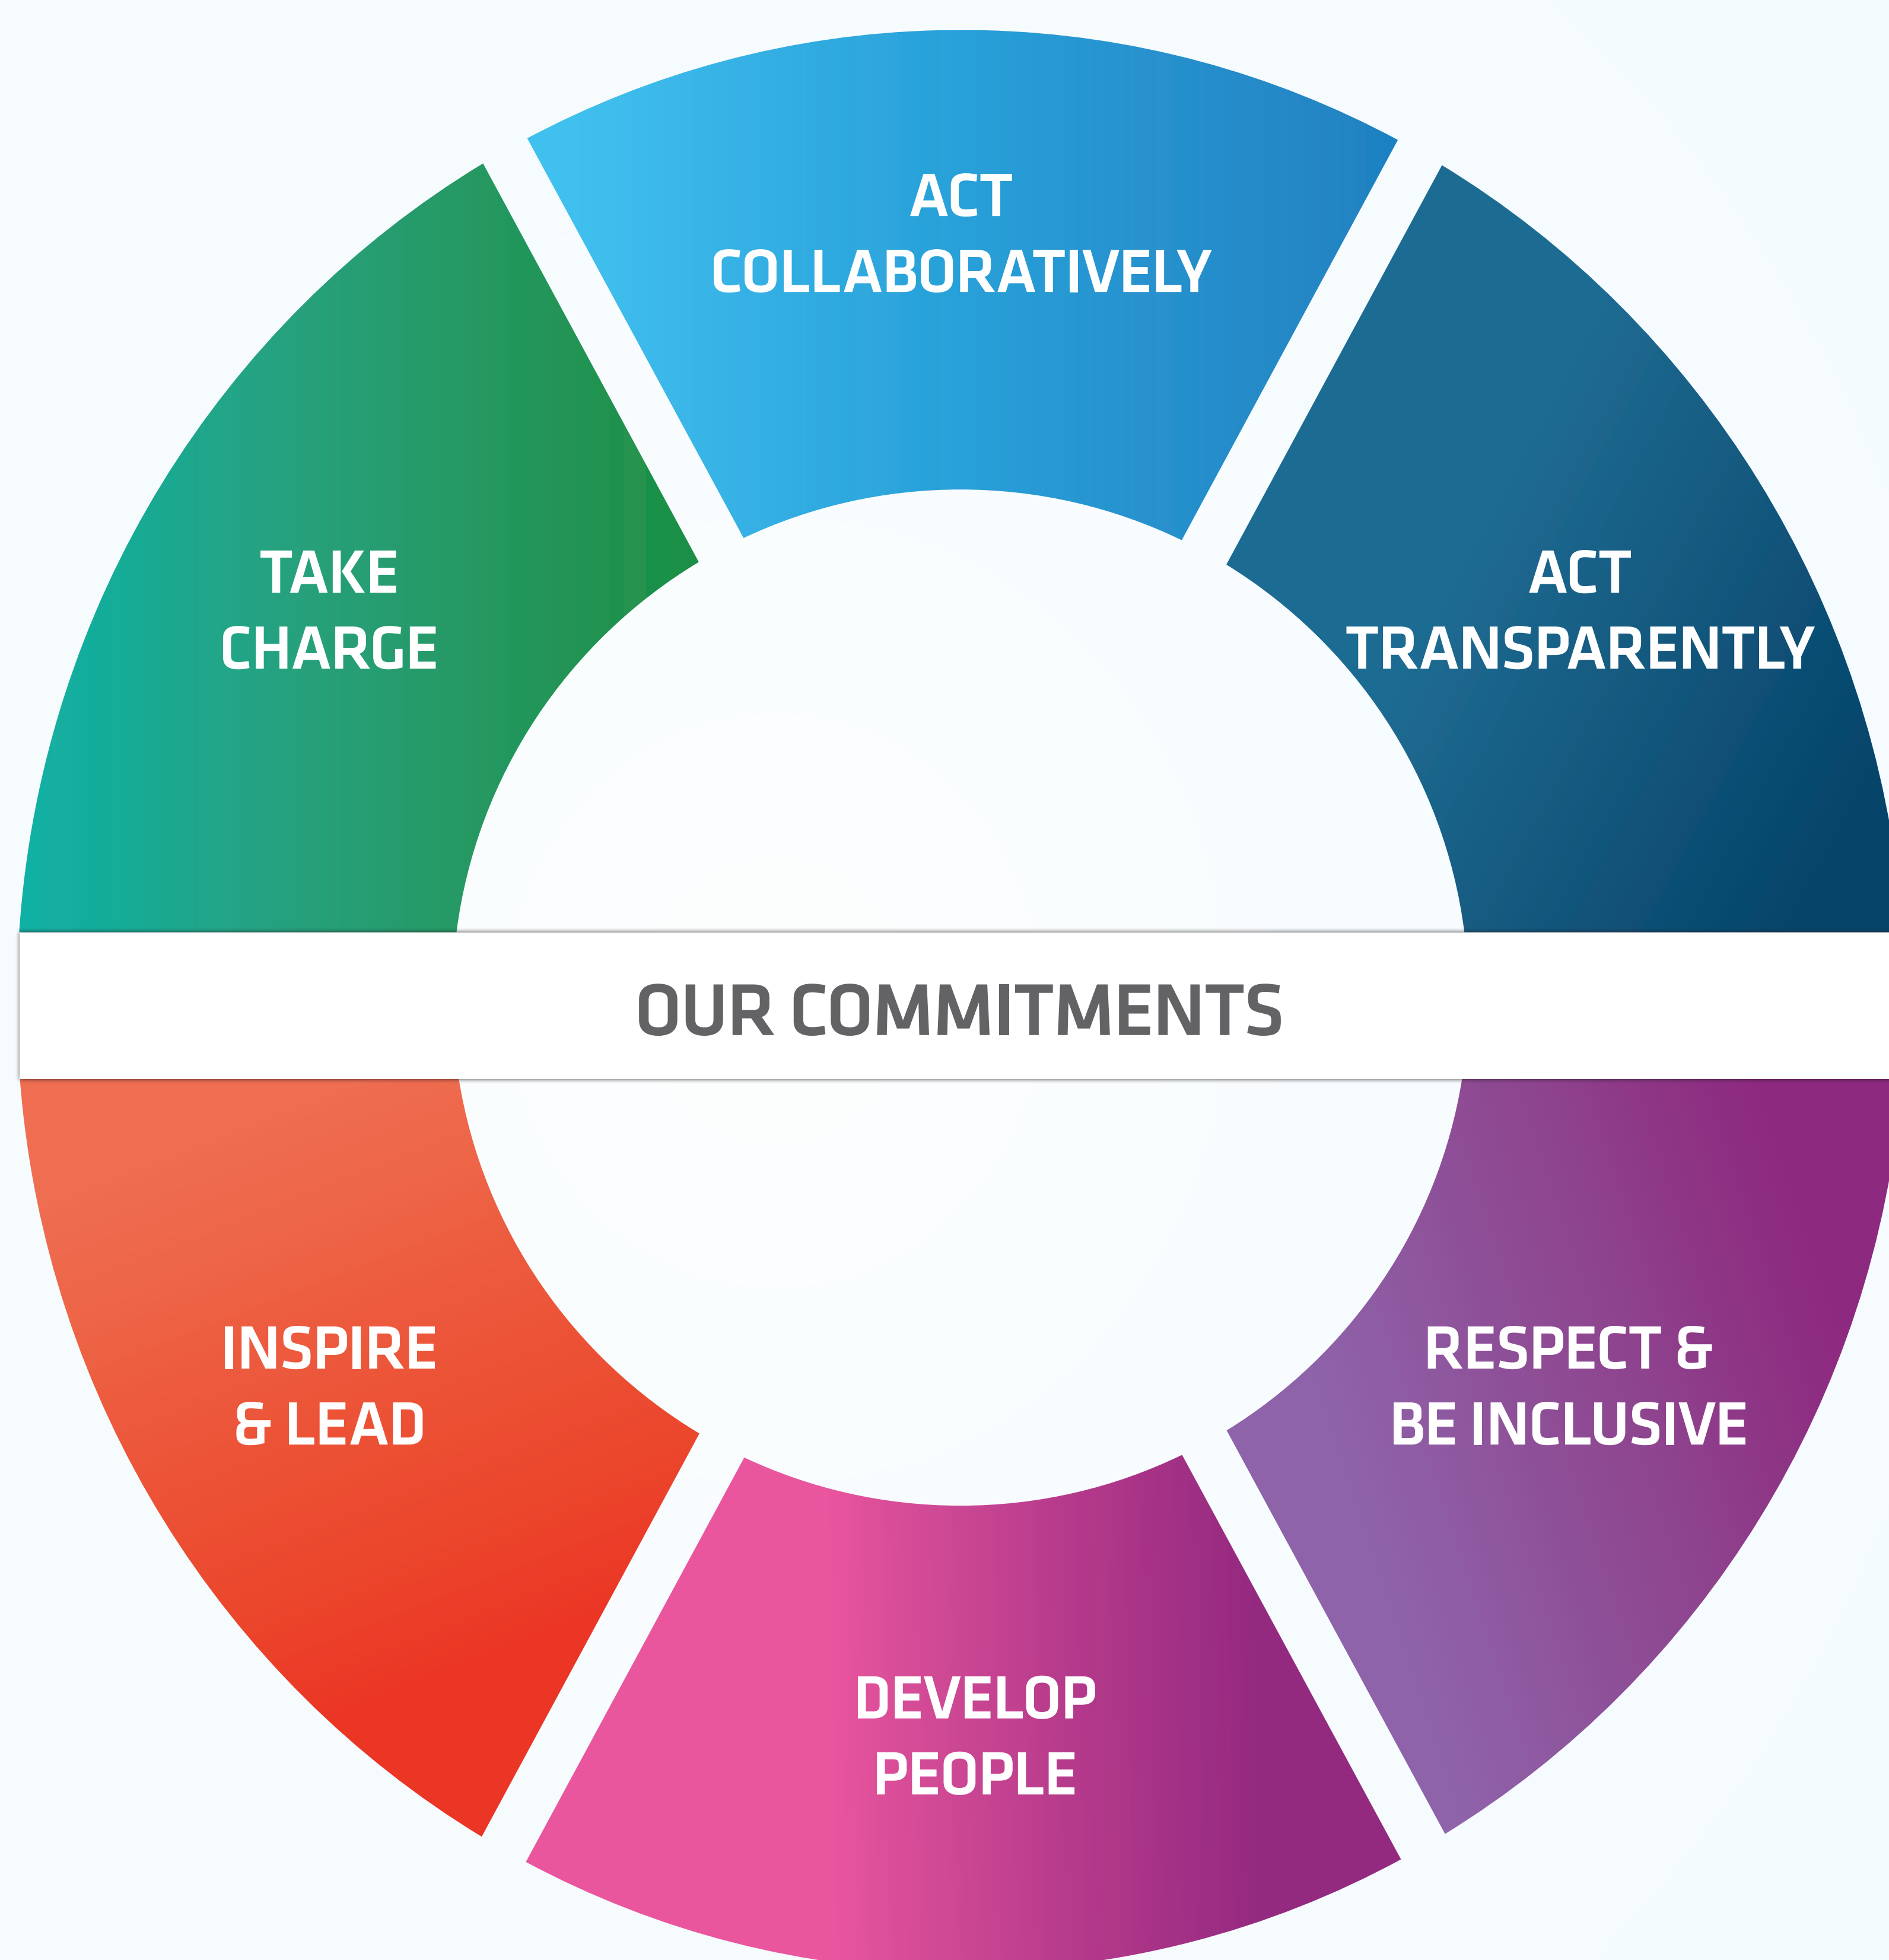 ACT
COLLABORATIVELY
TAKE
CHARGE
ACT
TRANSPARENTLY
OUR COMMITMENTS
INSPIRE
& LEAD
RESPECT &
BE INCLUSIVE
DEVELOP
PEOPLE